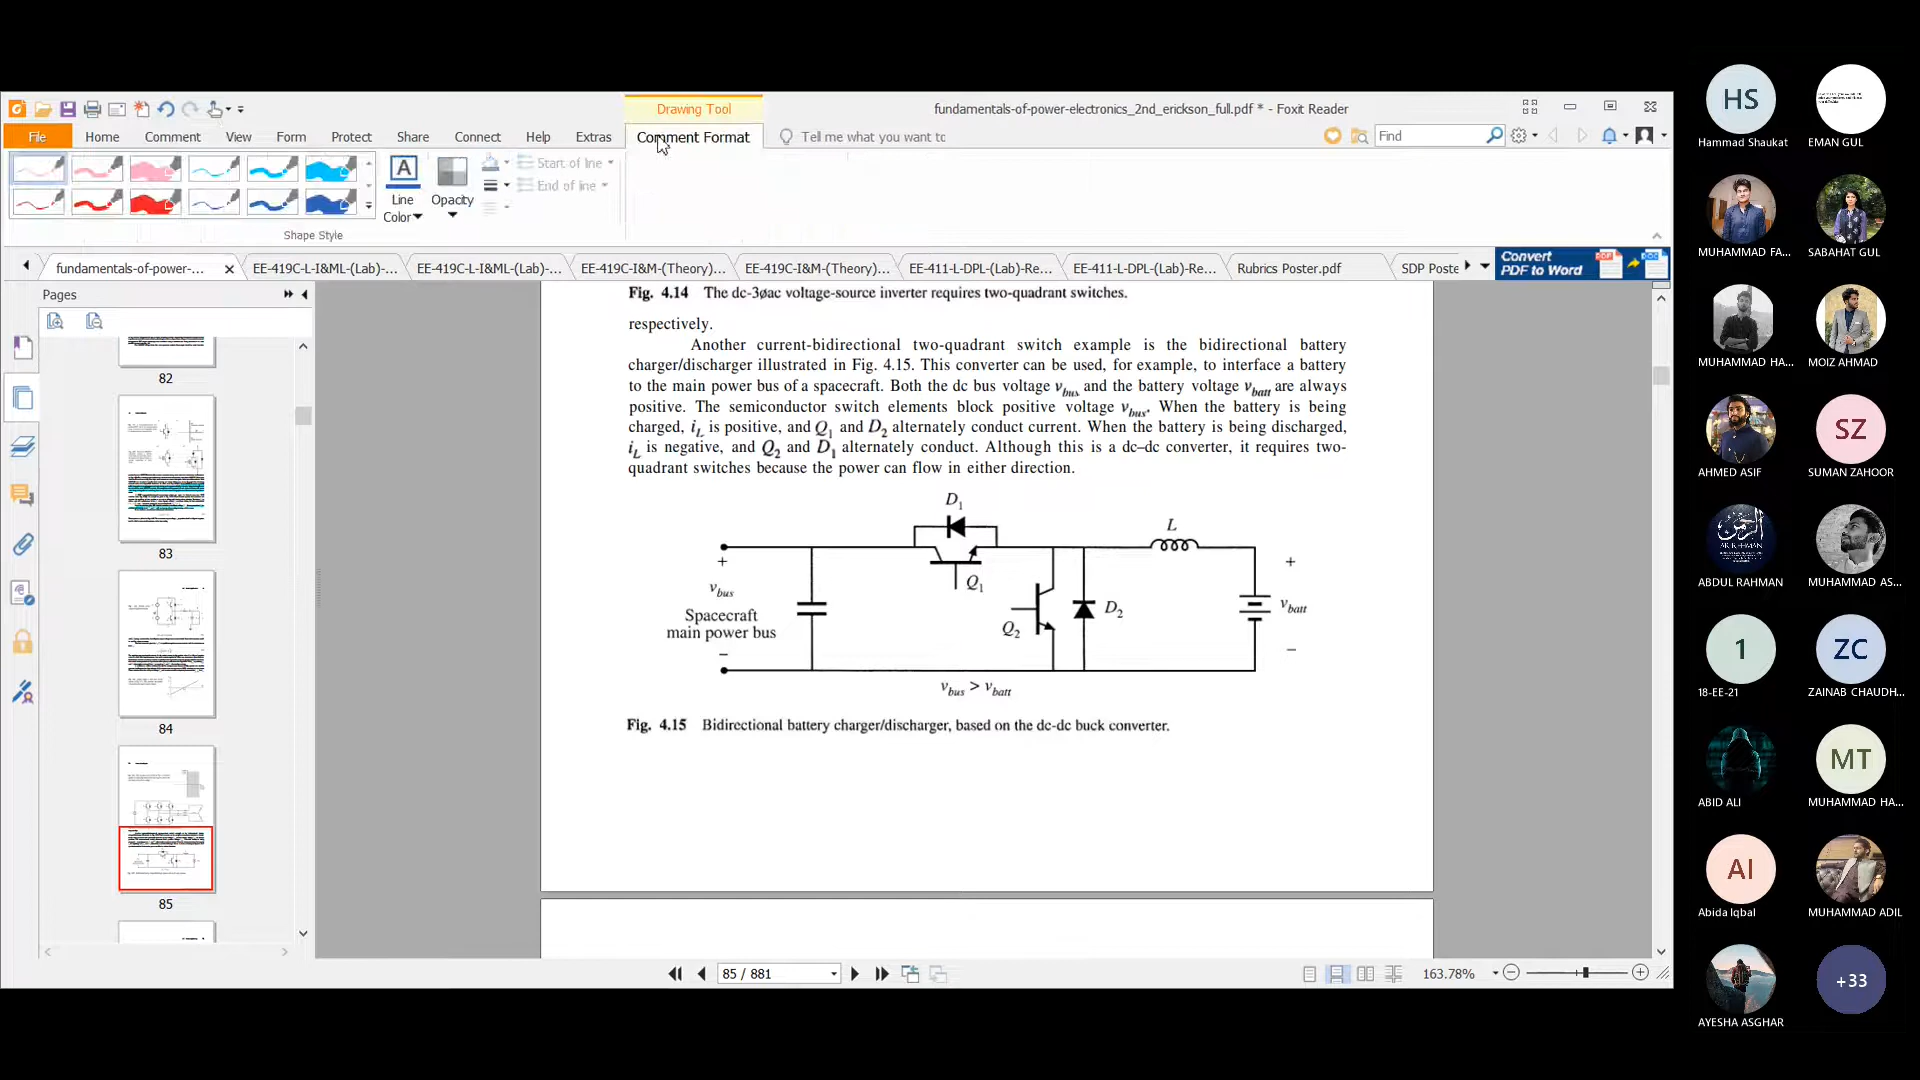 Drawing Tool
fundamentals-of-power-electronics_2nd_erickson_full.pdf * - Foxit Reader
File Home Comment View Form Protect Share Connect Help Extras Comment Format Tell me what you want to
Find
Line Color
Opacity
Start of line
End of line
Shape Style
fundamentals-of-power-...
EE-419C-L-I&ML-(Lab)-...
EE-419C-L-I&ML-(Lab)-...
EE-419C-I&M-(Theory)...
EE-419C-I&M-(Theory)...
EE-411-L-DPL-(Lab)-Re...
EE-411-L-DPL-(Lab)-Re...
Rubrics Poster.pdf
SDP Poste
Convert
PDF to Word
Pages
82
83
84
85
Fig. 4.14 The dc-3øac voltage-source inverter requires two-quadrant switches.
respectively.
Another current-bidirectional two-quadrant switch example is the bidirectional battery
charger/discharger illustrated in Fig. 4.15. This converter can be used, for example, to interface a battery
to the main power bus of a spacecraft. Both the dc bus voltage vbus and the battery voltage vbatt are always
positive. The semiconductor switch elements block positive voltage vbus. When the battery is being
charged, iL is positive, and Q1 and D2 alternately conduct current. When the battery is being discharged,
iL is negative, and Q2 and D1 alternately conduct. Although this is a dc–dc converter, it requires two-
quadrant switches because the power can flow in either direction.
D1
L
+
+
Q1
vbus
Spacecraft
main power bus
D2
vbatt
Q2
–
–
vbus > vbatt
Fig. 4.15 Bidirectional battery charger/discharger, based on the dc-dc buck converter.
85 / 881
163.78%
HS
Hammad Shaukat
EMAN GUL
MUHAMMAD FA...
SABAHAT GUL
MUHAMMAD HA...
MOIZ AHMAD
AHMED ASIF
SZ
SUMAN ZAHOOR
ABDUL RAHMAN
MUHAMMAD AS...
1
18-EE-21
ZC
ZAINAB CHAUDH...
ABID ALI
MT
MUHAMMAD HA...
AI
Abida Iqbal
MUHAMMAD ADIL
AYESHA ASGHAR
+33